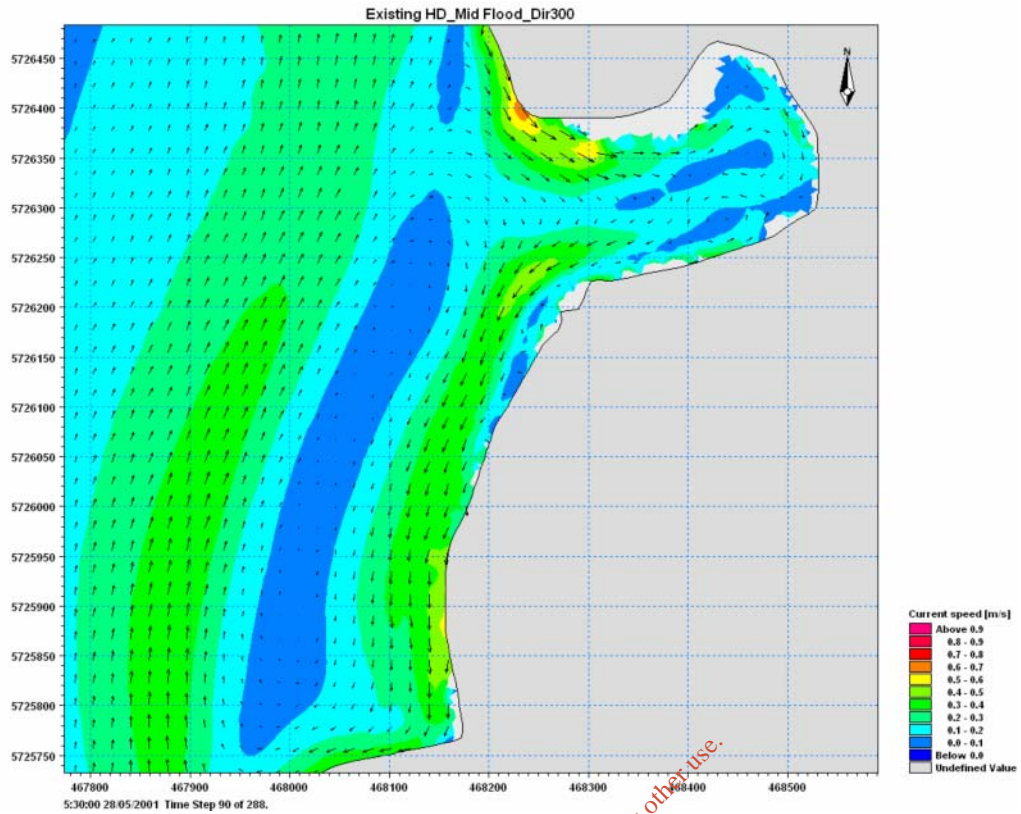 Existing HD_Mid Flood_Dir300
N
5726450
5726400
5726350
5726300
5726250
5726200
5726150
5726100
5726050
5726000
5725950
5725900
5725850
5725800
5725750
467800 467900 468000 468100 468200 468300 468400 468500
5:30:00 28/05/2001 Time Step 90 of 288.
Current speed [m/s]
Above 0.9
0.8 - 0.9
0.7 - 0.8
0.6 - 0.7
0.5 - 0.6
0.4 - 0.5
0.3 - 0.4
0.2 - 0.3
0.1 - 0.2
0.0 - 0.1
Below 0.0
Undefined Value
other use.